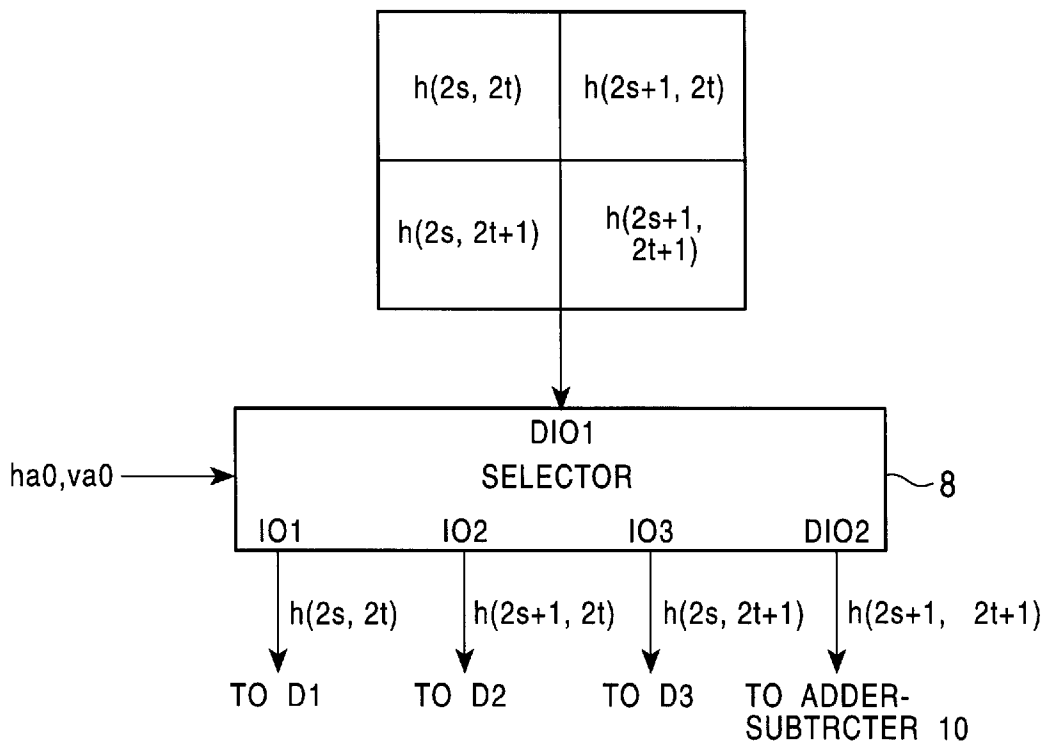 h(2s, 2t)
h(2s+1, 2t)
h(2s, 2t+1)
h(2s+1,
2t+1)
DIO1
ha0,va0
SELECTOR
8
IO1
IO2
IO3
DIO2
h(2s, 2t)
h(2s+1, 2t)
h(2s, 2t+1)
h(2s+1, 2t+1)
TO D1
TO D2
TO D3
TO ADDER-
SUBTRCTER 10